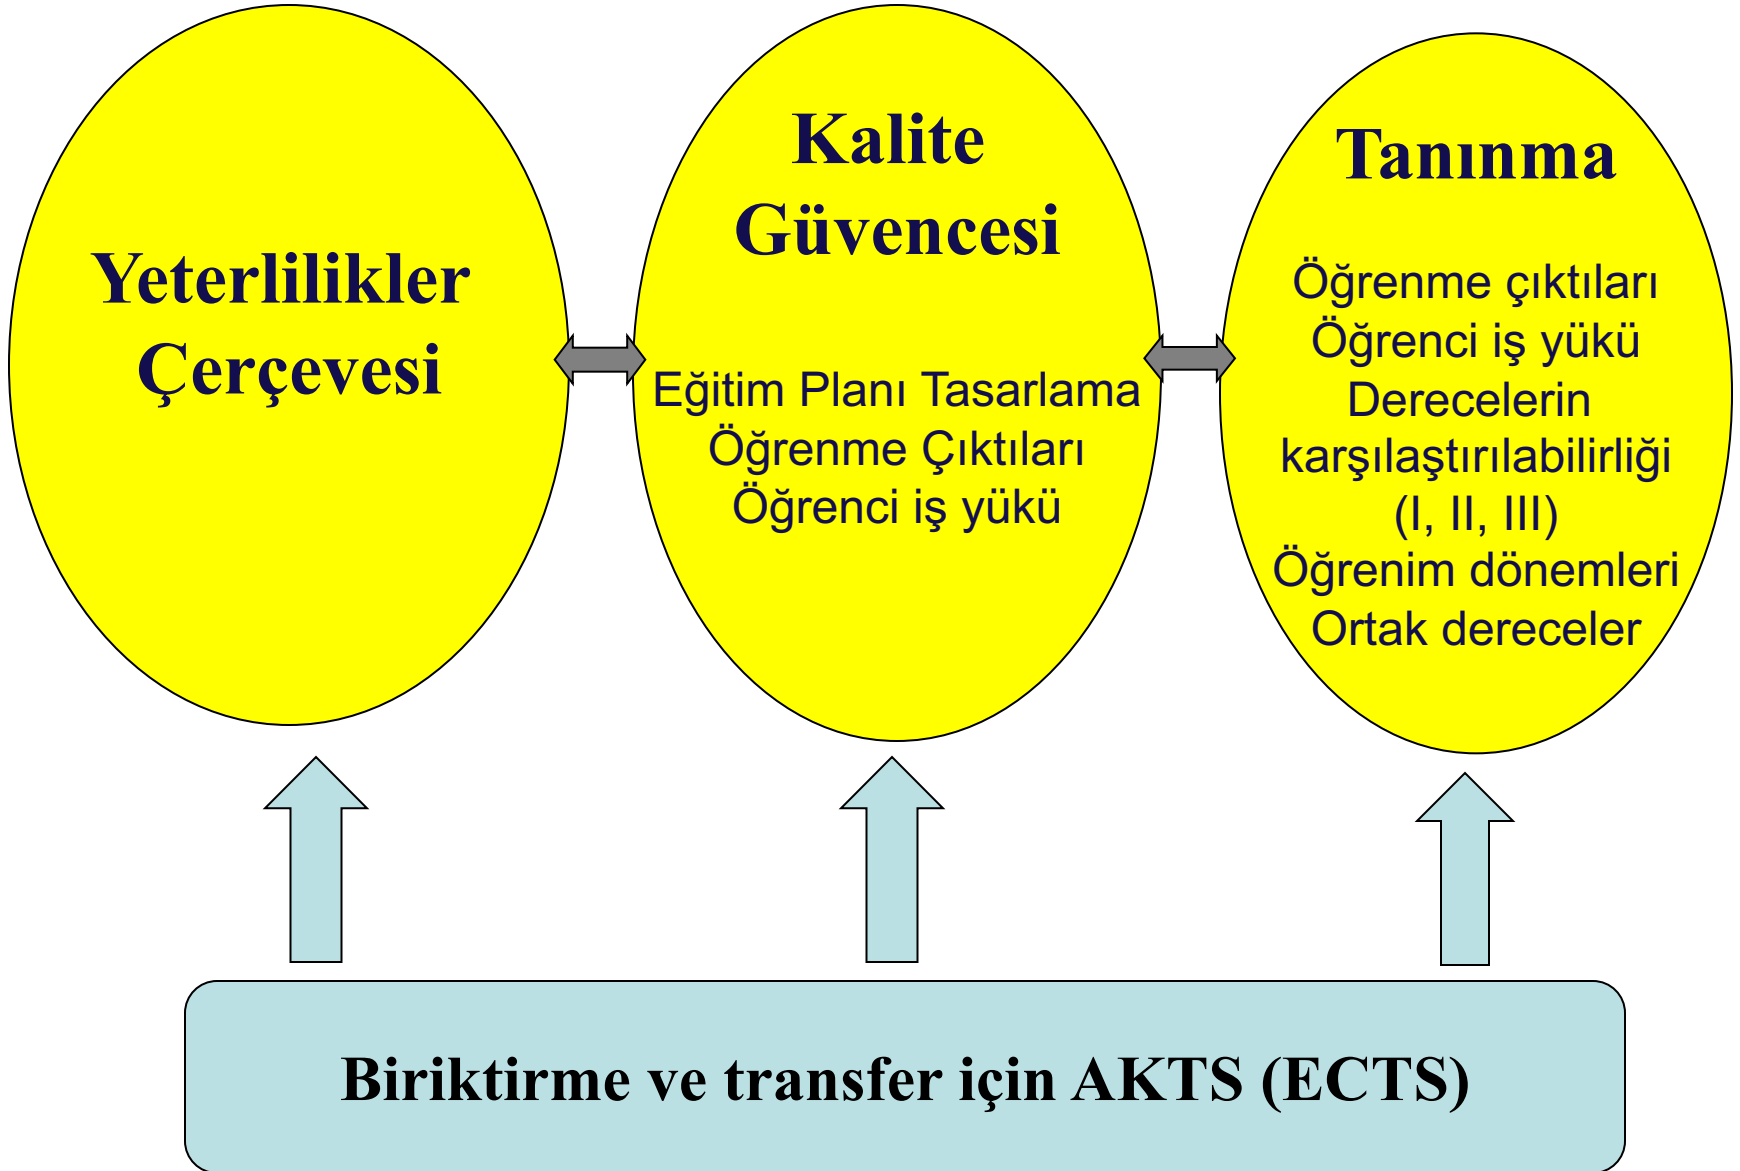 Yeterlilikler
Çerçevesi
Kalite
Güvencesi
Eğitim Planı Tasarlama
Öğrenme Çıktıları
Öğrenci iş yükü
Tanınma
Öğrenme çıktıları
Öğrenci iş yükü
Derecelerin
karşılaştırılabilirliği
(I, II, III)
Öğrenim dönemleri
Ortak dereceler
Biriktirme ve transfer için AKTS (ECTS)